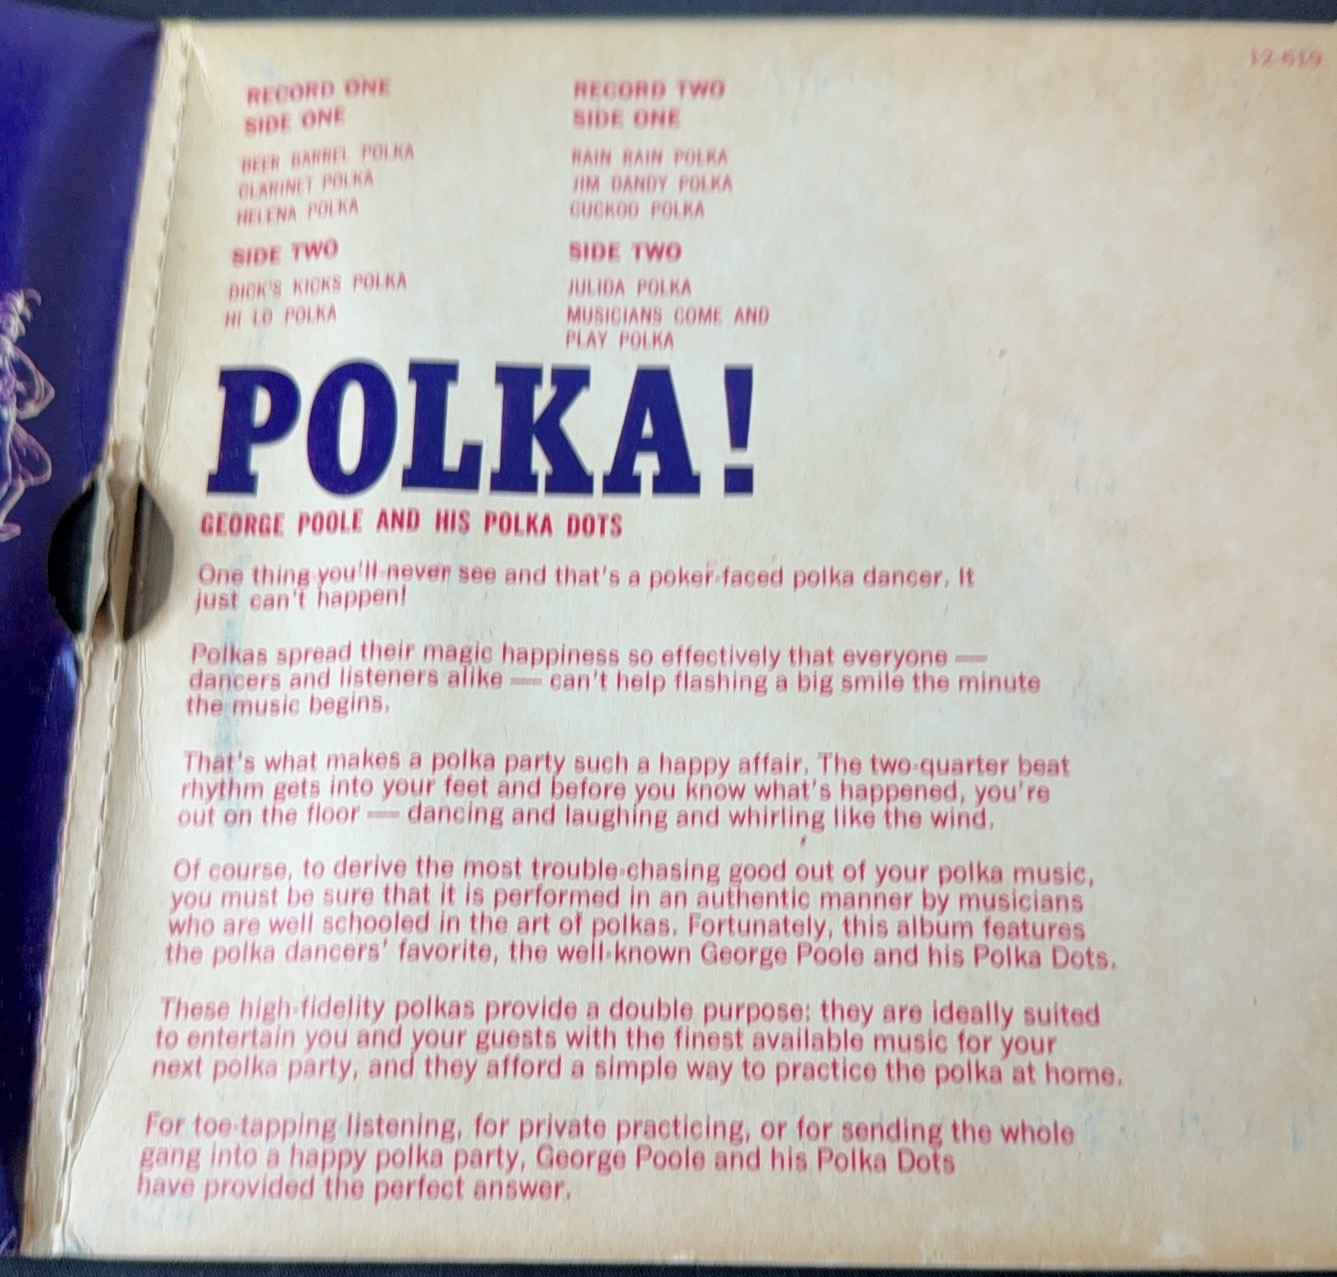 12-619
RECORD ONE
SIDE ONE
BEER BARREL POLKA
CLARINET POLKA
HELENA POLKA
SIDE TWO
DICK'S KICKS POLKA
HI LO POLKA
RECORD TWO
SIDE ONE
RAIN RAIN POLKA
JIM DANDY POLKA
CUCKOO POLKA
SIDE TWO
JULIDA POLKA
MUSICIANS COME AND
PLAY POLKA
POLKA!
GEORGE POOLE AND HIS POLKA DOTS
One thing you'll never see and that's a poker-faced polka dancer. It
just can't happen!
Polkas spread their magic happiness so effectively that everyone —
dancers and listeners alike — can't help flashing a big smile the minute
the music begins.
That's what makes a polka party such a happy affair. The two-quarter beat
rhythm gets into your feet and before you know what's happened, you're
out on the floor — dancing and laughing and whirling like the wind.
Of course, to derive the most trouble-chasing good out of your polka music,
you must be sure that it is performed in an authentic manner by musicians
who are well schooled in the art of polkas. Fortunately, this album features
the polka dancers' favorite, the well-known George Poole and his Polka Dots.
These high-fidelity polkas provide a double purpose: they are ideally suited
to entertain you and your guests with the finest available music for your
next polka party, and they afford a simple way to practice the polka at home.
For toe-tapping listening, for private practicing, or for sending the whole
gang into a happy polka party, George Poole and his Polka Dots
have provided the perfect answer.